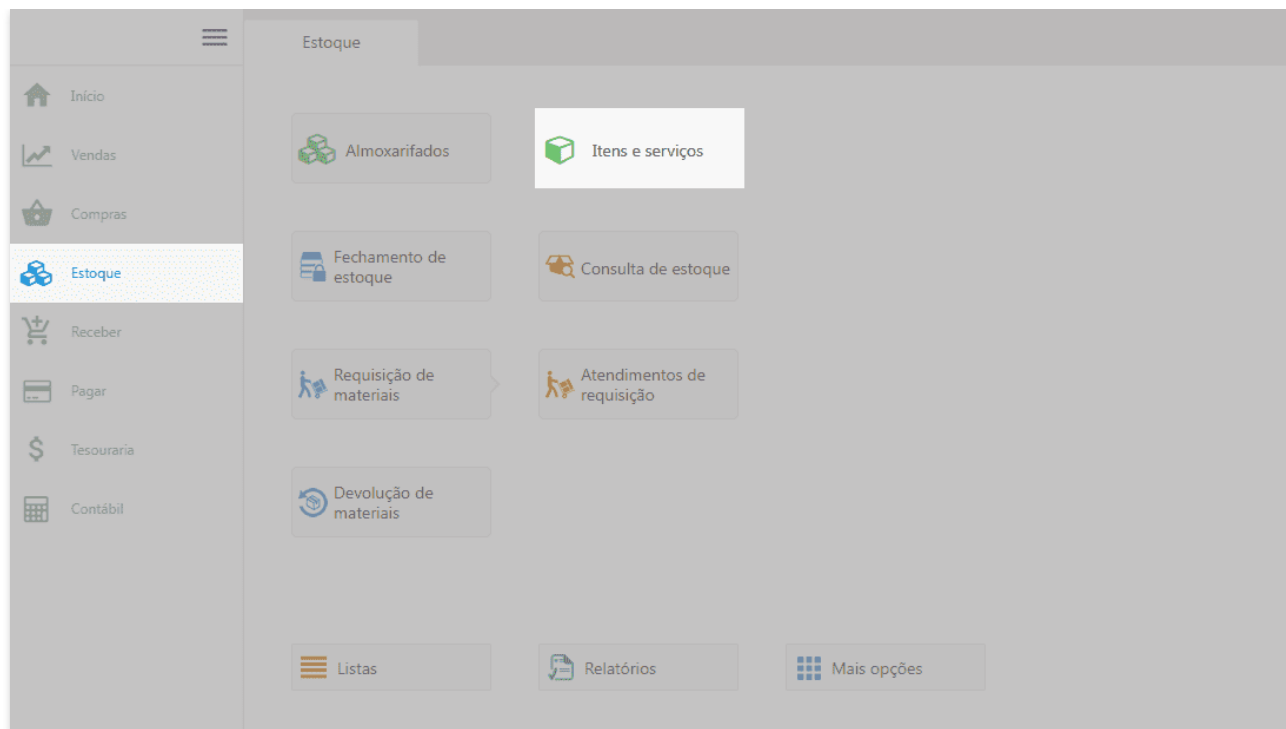 Estoque
Início
Vendas
Compras
Estoque
Receber
Pagar
Tesouraria
Contábil
Almoxarifados
Itens e serviços
Fechamento de
estoque
Consulta de estoque
Requisição de
materiais
Atendimentos de
requisição
Devolução de
materiais
Listas
Relatórios
Mais opções